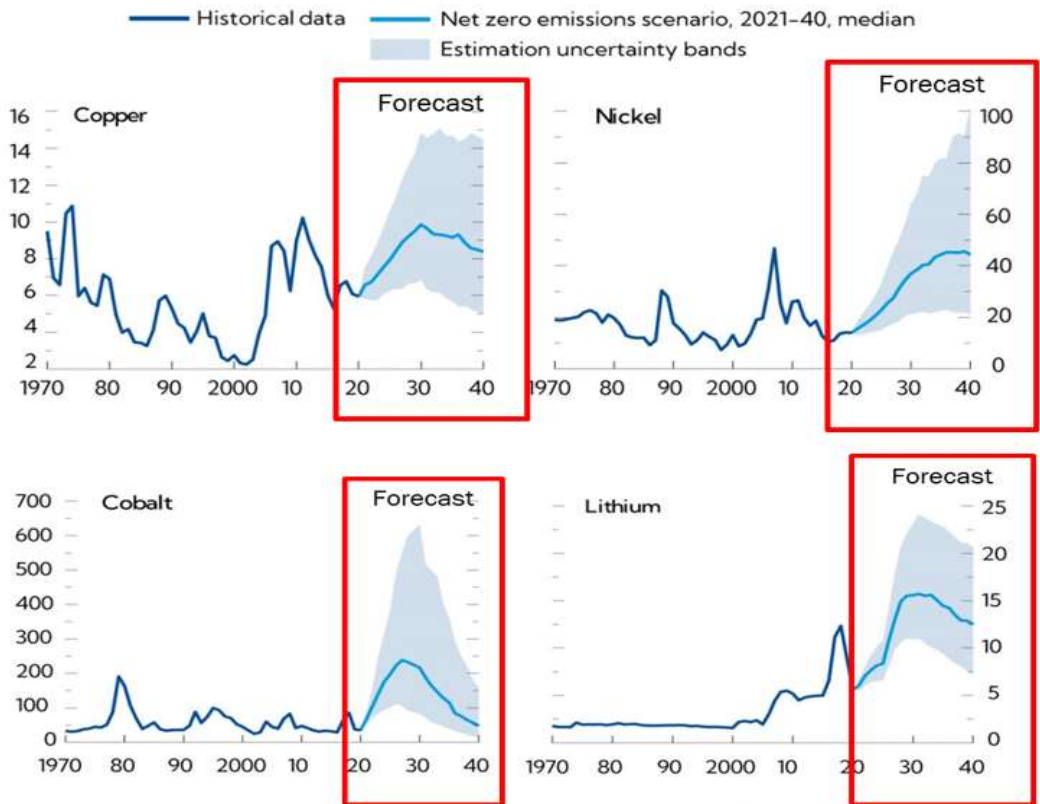 Historical data
Net zero emissions scenario, 2021–40, median
Estimation uncertainty bands
Forecast
Copper
16
14
12
10
8
6
4
2
1970 80 90 2000 10 20 30 40
Forecast
Nickel
100
80
60
40
20
0
1970 80 90 2000 10 20 30 40
Forecast
Cobalt
700
600
500
400
300
200
100
0
1970 80 90 2000 10 20 30 40
Forecast
Lithium
25
20
15
10
5
0
1970 80 90 2000 10 20 30 40